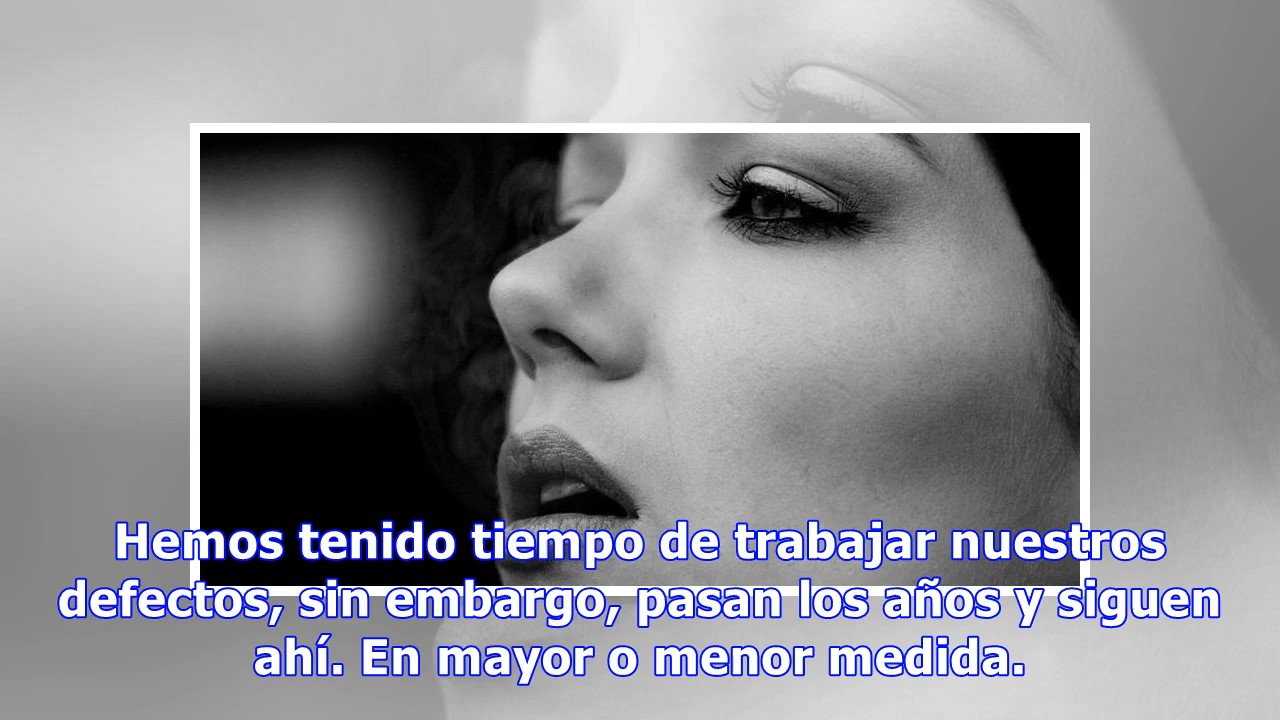 Hemos tenido tiempo de trabajar nuestros
defectos, sin embargo, pasan los años y siguen
ahí. En mayor o menor medida.